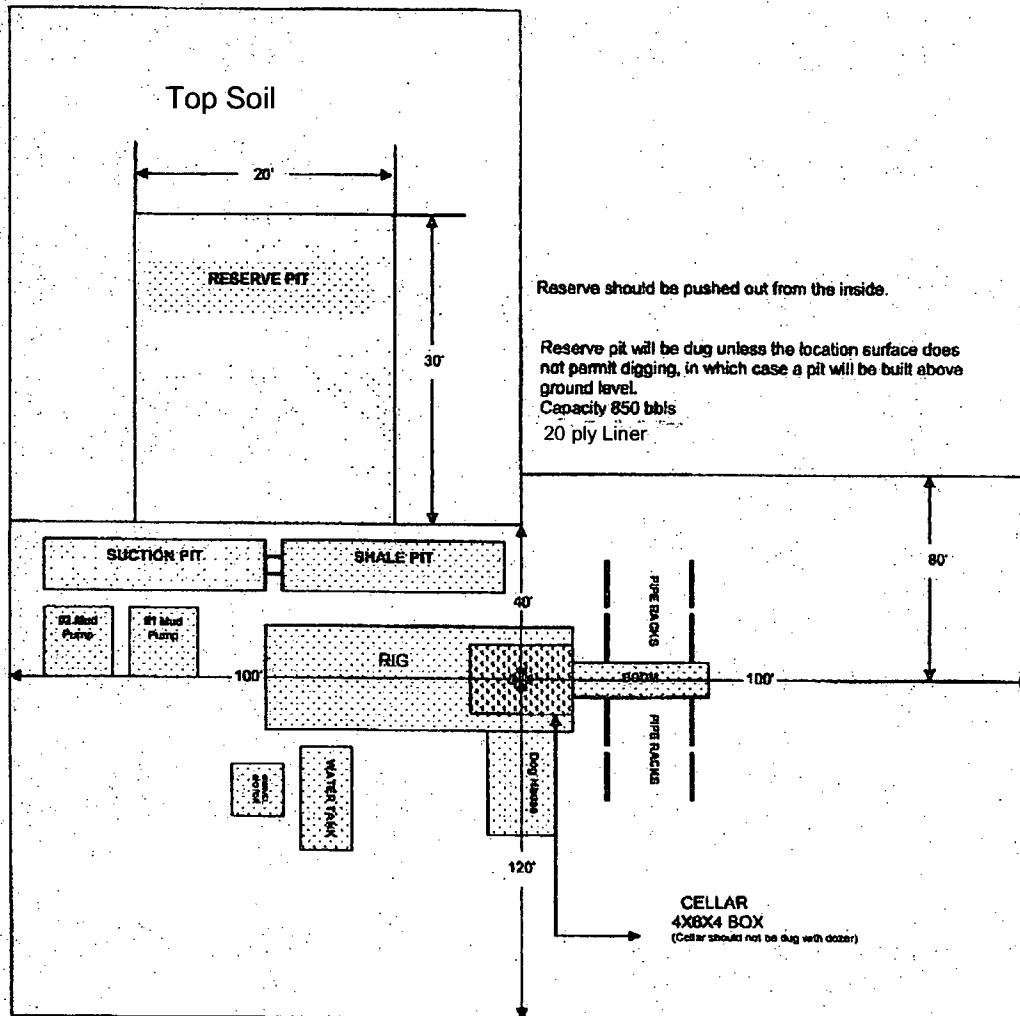 Top Soil
20'
RESERVE PIT
Reserve should be pushed out from the inside.
30'
Reserve pit will be dug unless the location surface does
not permit digging, in which case a pit will be built above
ground level.
Capacity 850 bbls
20 ply Liner
SUCTION PIT
SHALE PIT
80'
40'
PIPE RACKS
#2 Mud
Pump
#1 Mud
Pump
RIG
100'
100'
PIPE RACKS
WATER TANK
Dog House
120'
CELLAR
4X6X4 BOX
(Cellar should not be dug with dozer)